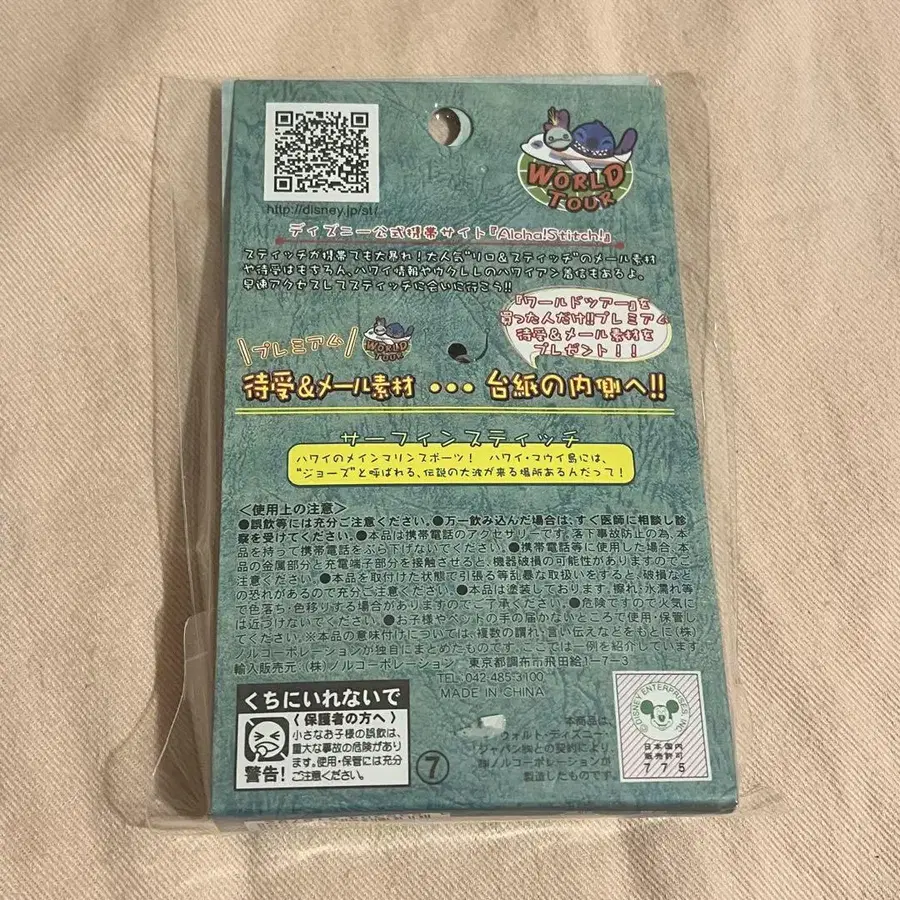 WORLD
TOUR
http://disney.jp/st/
ディズニー公式携帯サイト『Aloha!Stitch!』
スティッチが携帯でも大暴れ！大人気"リロ&スティッチ"のメール素材
や待受はもちろん、ハワイ情報やウクレレのハワイアン着信もあるよ。
早速アクセスしてスティッチに会いに行こう!!
『ワールドツアー』を
買った人だけ!!プレミアム
待受&メール素材を
プレゼント！！
プレミアム
WORLD
TOUR
待受&メール素材 ・・・ 台紙の内側へ!!
サーフィンスティッチ
ハワイのメインマリンスポーツ！ ハワイ・マウイ島には、
"ジョーズ"と呼ばれる、伝説の大波が来る場所あるんだって！
＜使用上の注意＞
●誤飲等には充分ご注意ください。●万一飲み込んだ場合は、すぐ医師に相談し診
察を受けてください。●本品は携帯電話のアクセサリーです。落下事故防止の為、本
品を持って携帯電話をぶら下げないでください。●携帯電話等に使用した場合、本
品の金属部分と充電端子部分を接触させると、機器破損の可能性がありますのでご
注意ください。●本品を取付けた状態で引張る等乱暴な取扱いをすると、破損など
の恐れがあるので充分ご注意ください。●本品は塗装しております。擦れ・水濡れ等
で色落ち・色移りする場合がありますのでご了承ください。●危険ですので火気に
は近づけないでください。●お子様やペットの手の届かないところで使用・保管し
てください。※本品の意味付けについては、複数の謂れ・言い伝えなどをもとに(株)
ノルコーポレーションが独自にまとめたものです。ここでは一例を紹介しています。
輸入販売元：(株)ノルコーポレーション 東京都調布市飛田給1-7-3
TEL:042-485-3100
MADE IN CHINA
くちにいれないで
〈保護者の方へ〉
小さなお子様の誤飲は、
重大な事故の危険があり
ます。使用・保管には充分
ご注意ください。
警告!
⑦
本商品は、
ウォルト・ディズニー・
ジャパン㈱との契約により、
㈱ノルコーポレーションが
製造したものです。
©DISNEY ENTERPRISES, INC.
日本国内
販売許可
775